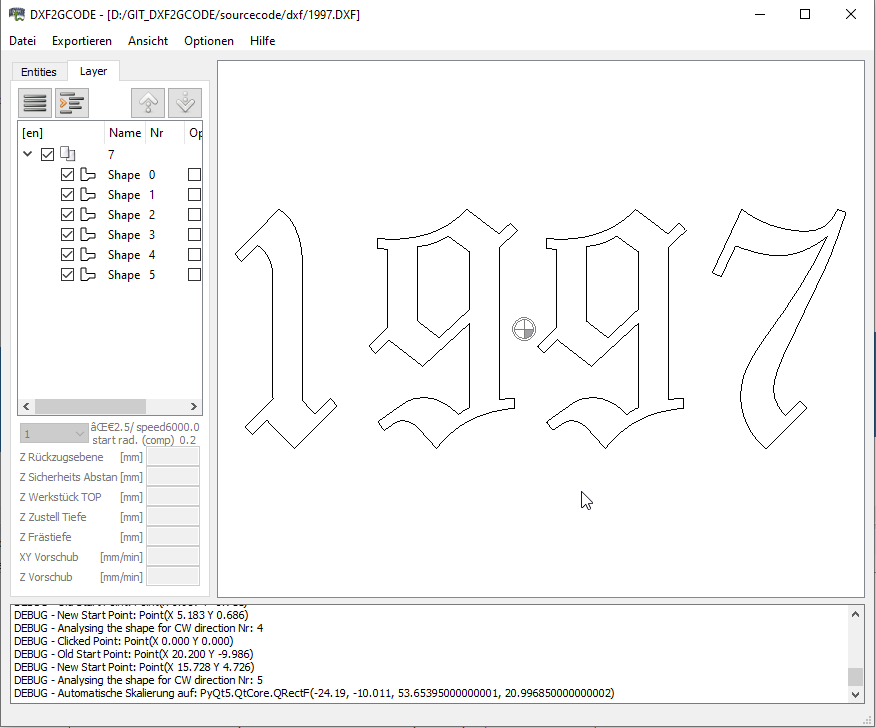 DXF2GCODE - [D:/GIT_DXF2GCODE/sourcecode/dxf/1997.DXF]
Datei Exportieren Ansicht Optionen Hilfe
Entities Layer
[en] Name Nr Op
7
Shape 0
Shape 1
Shape 2
Shape 3
Shape 4
Shape 5
1997
1 âŒ€2.5/ speed6000.0
start rad. (comp) 0.2
Z Rückzugsebene [mm]
Z Sicherheits Abstan [mm]
Z Werkstück TOP [mm]
Z Zustell Tiefe [mm]
Z Frästiefe [mm]
XY Vorschub [mm/min]
Z Vorschub [mm/min]
DEBUG - New Start Point: Point(X 5.183 Y 0.686)
DEBUG - Analysing the shape for CW direction Nr: 4
DEBUG - Clicked Point: Point(X 0.000 Y 0.000)
DEBUG - Old Start Point: Point(X 20.200 Y -9.986)
DEBUG - New Start Point: Point(X 15.728 Y 4.726)
DEBUG - Analysing the shape for CW direction Nr: 5
DEBUG - Automatische Skalierung auf: PyQt5.QtCore.QRectF(-24.19, -10.011, 53.65395000000001, 20.996850000000002)